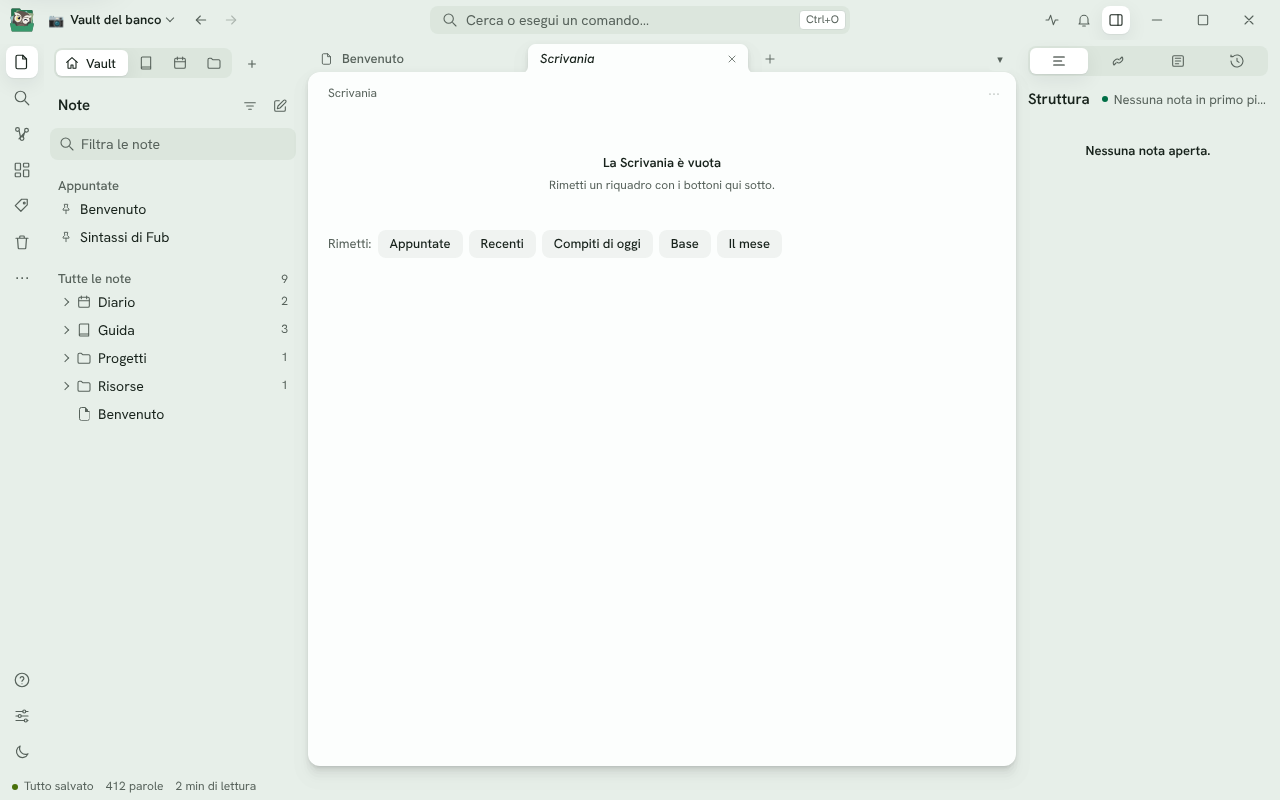 Vault del banco
Cerca o esegui un comando…
Ctrl+O
Vault
Benvenuto
Scrivania
Note
Filtra le note
Appuntate
Benvenuto
Sintassi di Fub
Tutte le note 9
Diario 2
Guida 3
Progetti 1
Risorse 1
Benvenuto
Scrivania
La Scrivania è vuota
Rimetti un riquadro con i bottoni qui sotto.
Rimetti: Appuntate Recenti Compiti di oggi Base Il mese
Struttura Nessuna nota in primo pi…
Nessuna nota aperta.
Tutto salvato 412 parole 2 min di lettura